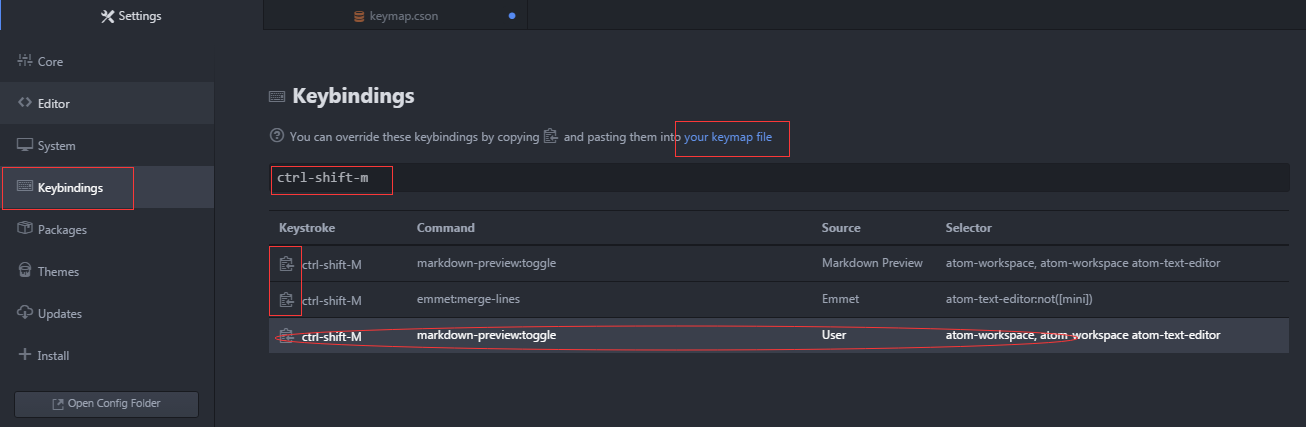 Settings
keymap.cson
Core
Editor
System
Keybindings
Packages
Themes
Updates
Install
Open Config Folder
Keybindings
You can override these keybindings by copying and pasting them into your keymap file
ctrl-shift-m
Keystroke Command Source Selector
ctrl-shift-M markdown-preview:toggle Markdown Preview atom-workspace, atom-workspace atom-text-editor
ctrl-shift-M emmet:merge-lines Emmet atom-text-editor:not([mini])
ctrl-shift-M markdown-preview:toggle User atom-workspace, atom-workspace atom-text-editor